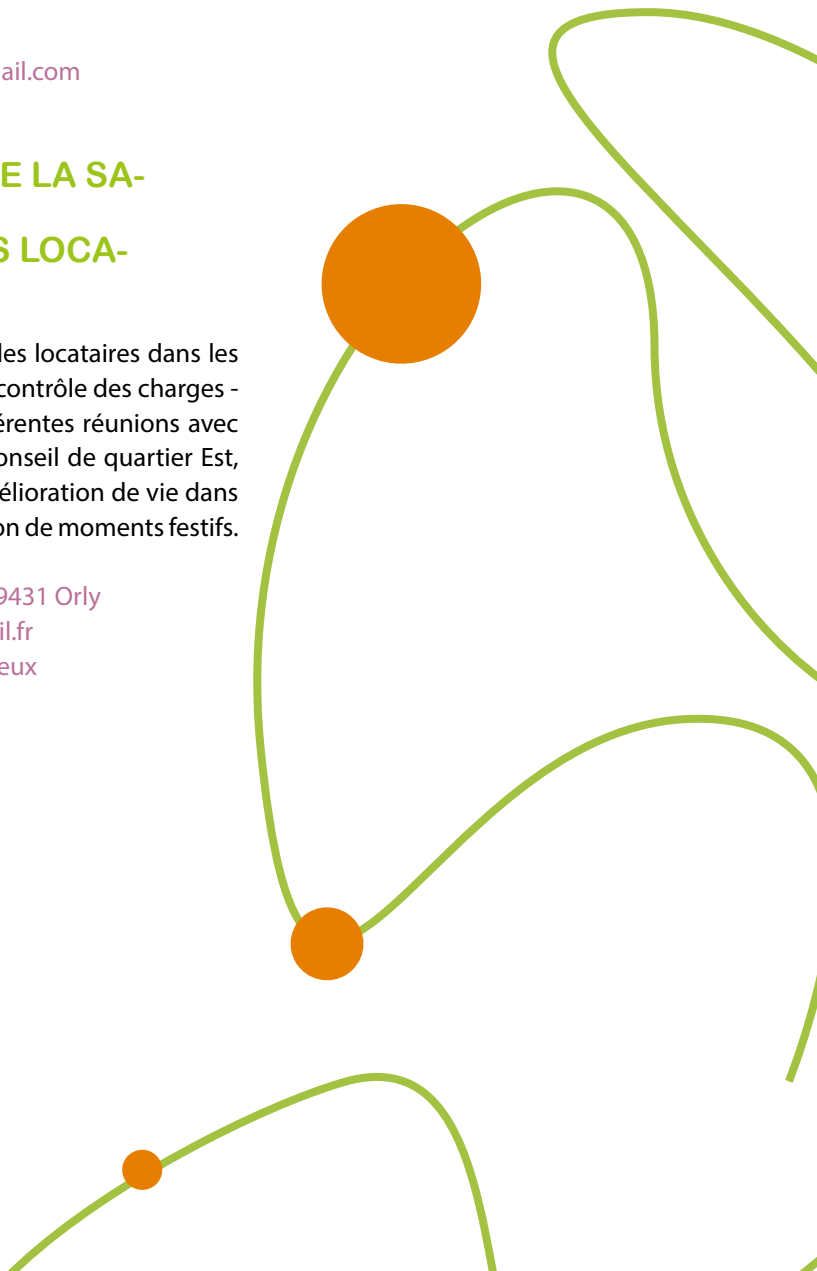 ail.com
E LA SA-
S LOCA-
les locataires dans les
contrôle des charges -
érentes réunions avec
onseil de quartier Est,
élioration de vie dans
on de moments festifs.
9431 Orly
il.fr
eux